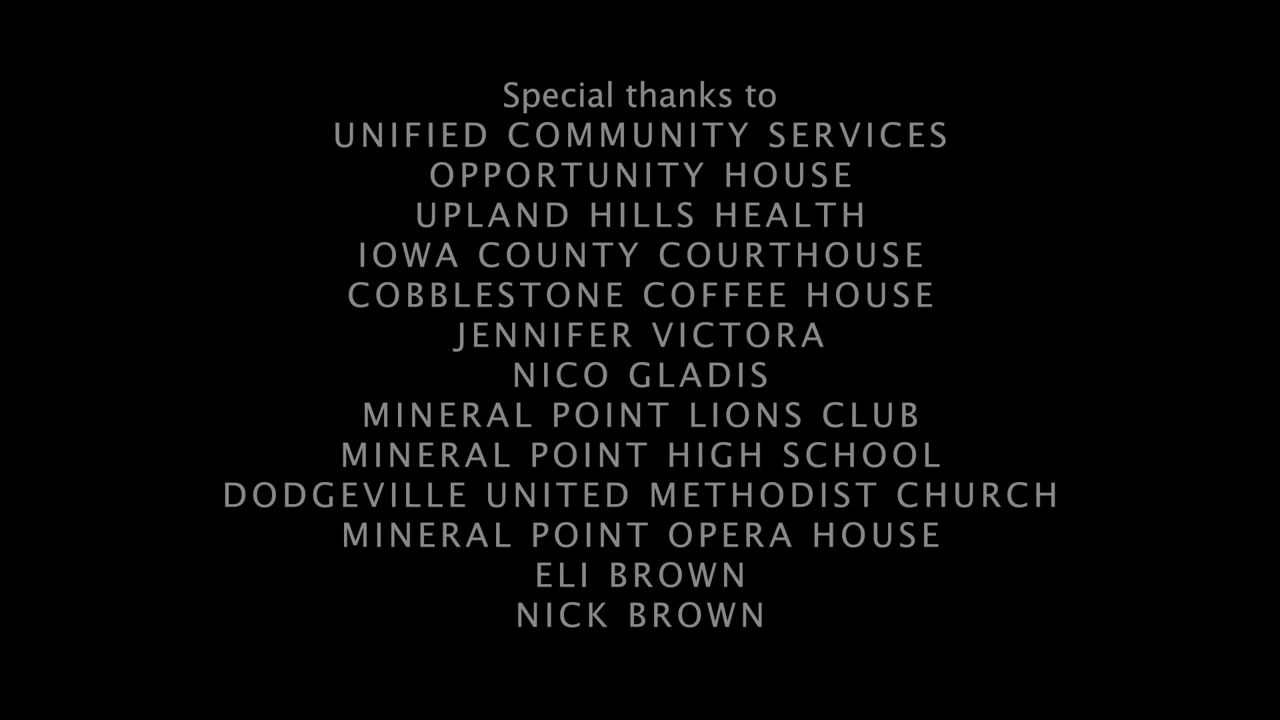 Special thanks to
UNIFIED COMMUNITY SERVICES
OPPORTUNITY HOUSE
UPLAND HILLS HEALTH
IOWA COUNTY COURTHOUSE
COBBLESTONE COFFEE HOUSE
JENNIFER VICTORA
NICO GLADIS
MINERAL POINT LIONS CLUB
MINERAL POINT HIGH SCHOOL
DODGEVILLE UNITED METHODIST CHURCH
MINERAL POINT OPERA HOUSE
ELI BROWN
NICK BROWN